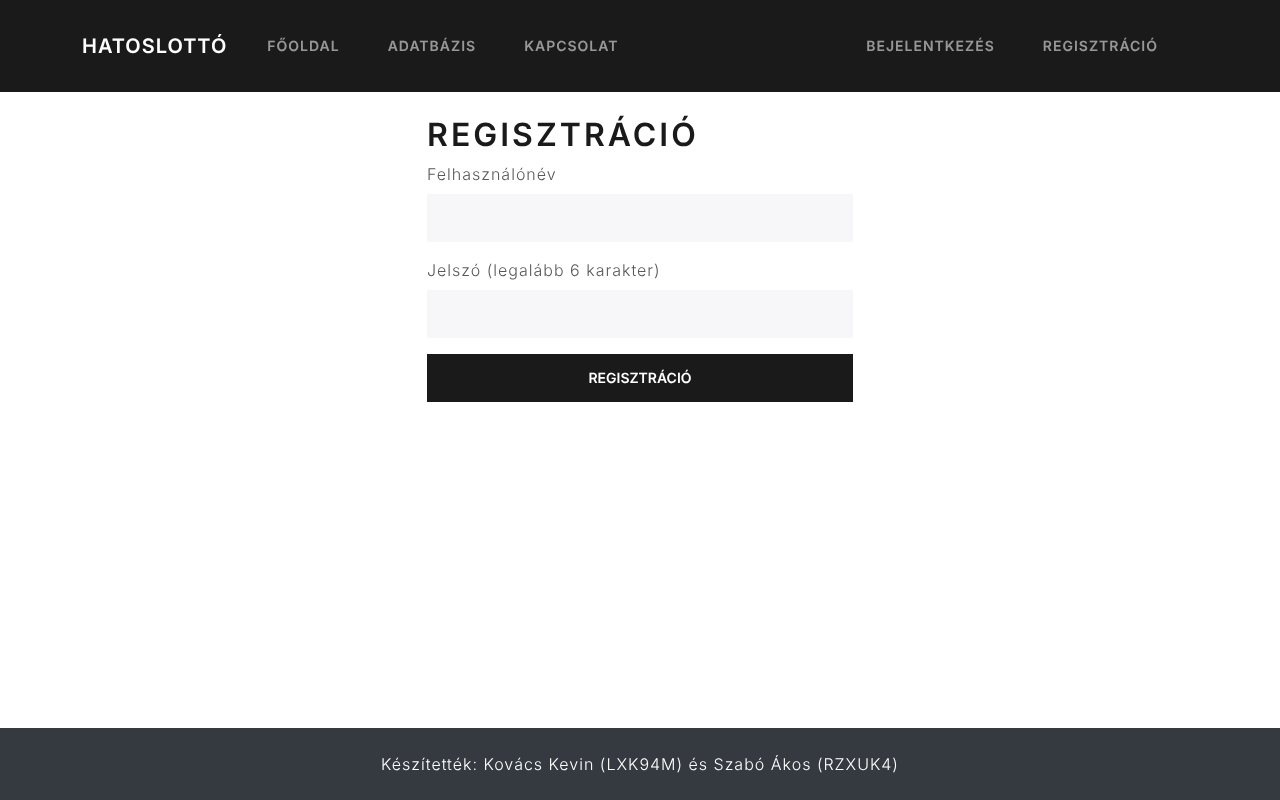 HATOSLOTTÓ FŐOLDAL ADATBÁZIS KAPCSOLAT BEJELENTKEZÉS REGISZTRÁCIÓ
REGISZTRÁCIÓ
Felhasználónév
Jelszó (legalább 6 karakter)
REGISZTRÁCIÓ
Készítették: Kovács Kevin (LXK94M) és Szabó Ákos (RZXUK4)